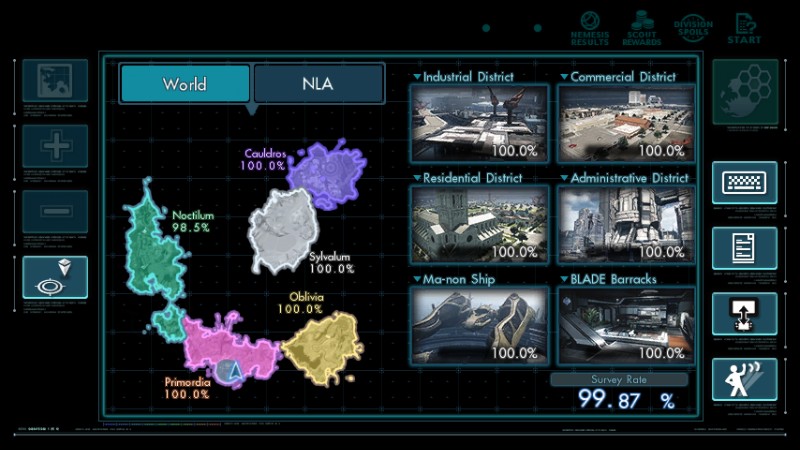 NEMESIS
RESULTS
SCOUT
REWARDS
DIVISION
SPOILS
START
World
NLA
Industrial District
100.0%
Commercial District
100.0%
Residential District
100.0%
Administrative District
100.0%
Ma-non Ship
100.0%
BLADE Barracks
100.0%
Cauldros
100.0%
Noctilum
98.5%
Sylvalum
100.0%
Oblivia
100.0%
Primordia
100.0%
Survey Rate
99.87 %